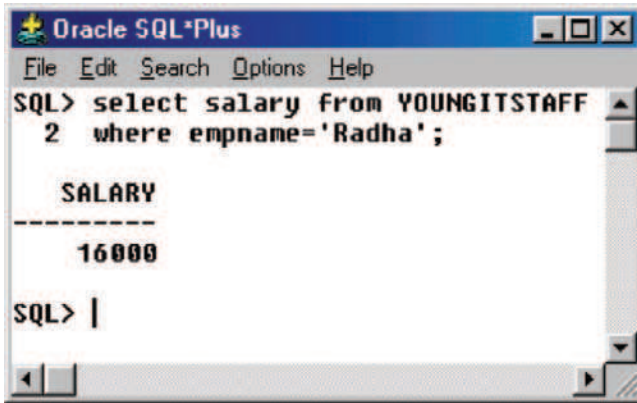 Oracle SQL*Plus
File Edit Search Options Help
SQL> select salary from YOUNGITSTAFF
2 where empname='Radha';
SALARY
---------
16000
SQL>